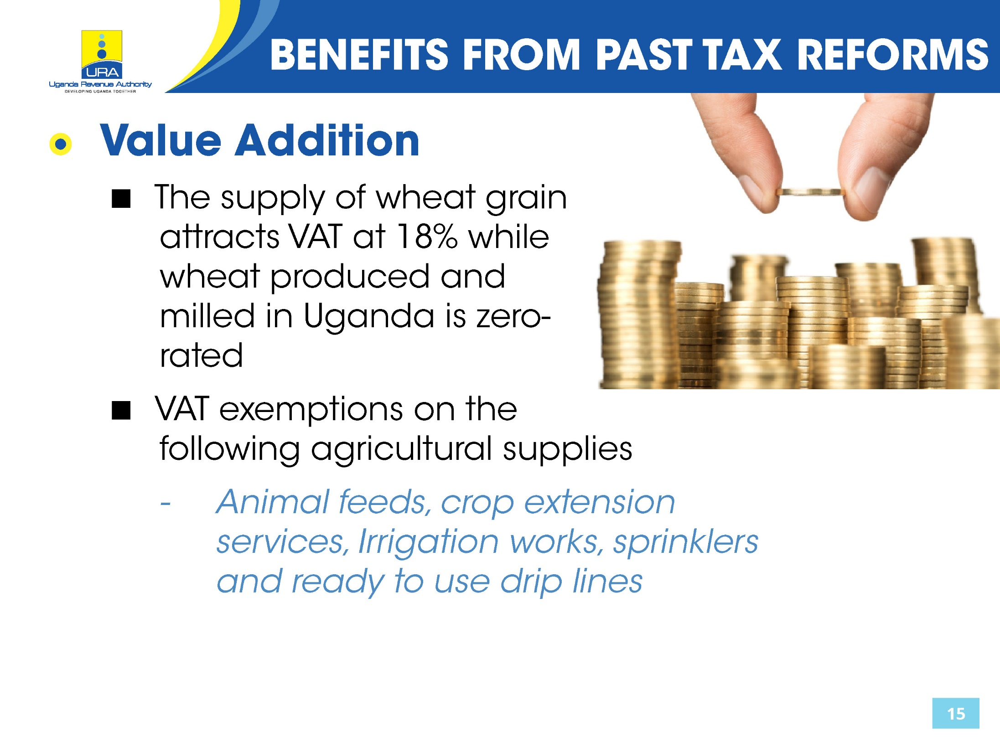 URA
Uganda Revenue Authority
DEVELOPING UGANDA TOGETHER
BENEFITS FROM PAST TAX REFORMS
Value Addition
■ The supply of wheat grain
attracts VAT at 18% while
wheat produced and
milled in Uganda is zero-
rated
■ VAT exemptions on the
following agricultural supplies
- Animal feeds, crop extension
services, Irrigation works, sprinklers
and ready to use drip lines
15